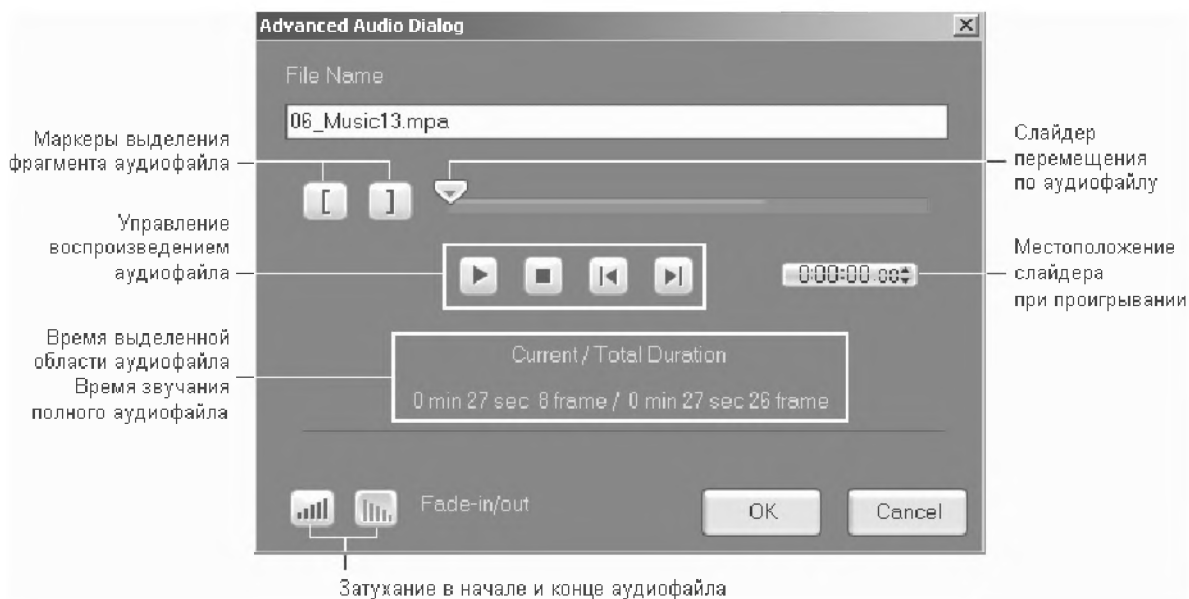 Advanced Audio Dialog
File Name
06_Music13.mpa
Маркеры выделения
фрагмента аудиофайла
[ ]
Слайдер
перемещения
по аудиофайлу
Управление
воспроизведением
аудиофайла
0:00:00.00
Местоположение
слайдера
при проигрывании
Время выделенной
области аудиофайла
Время звучания
полного аудиофайла
Current / Total Duration
0 min 27 sec 8 frame / 0 min 27 sec 26 frame
Fade-in/out
OK
Cancel
Затухание в начале и конце аудиофайла